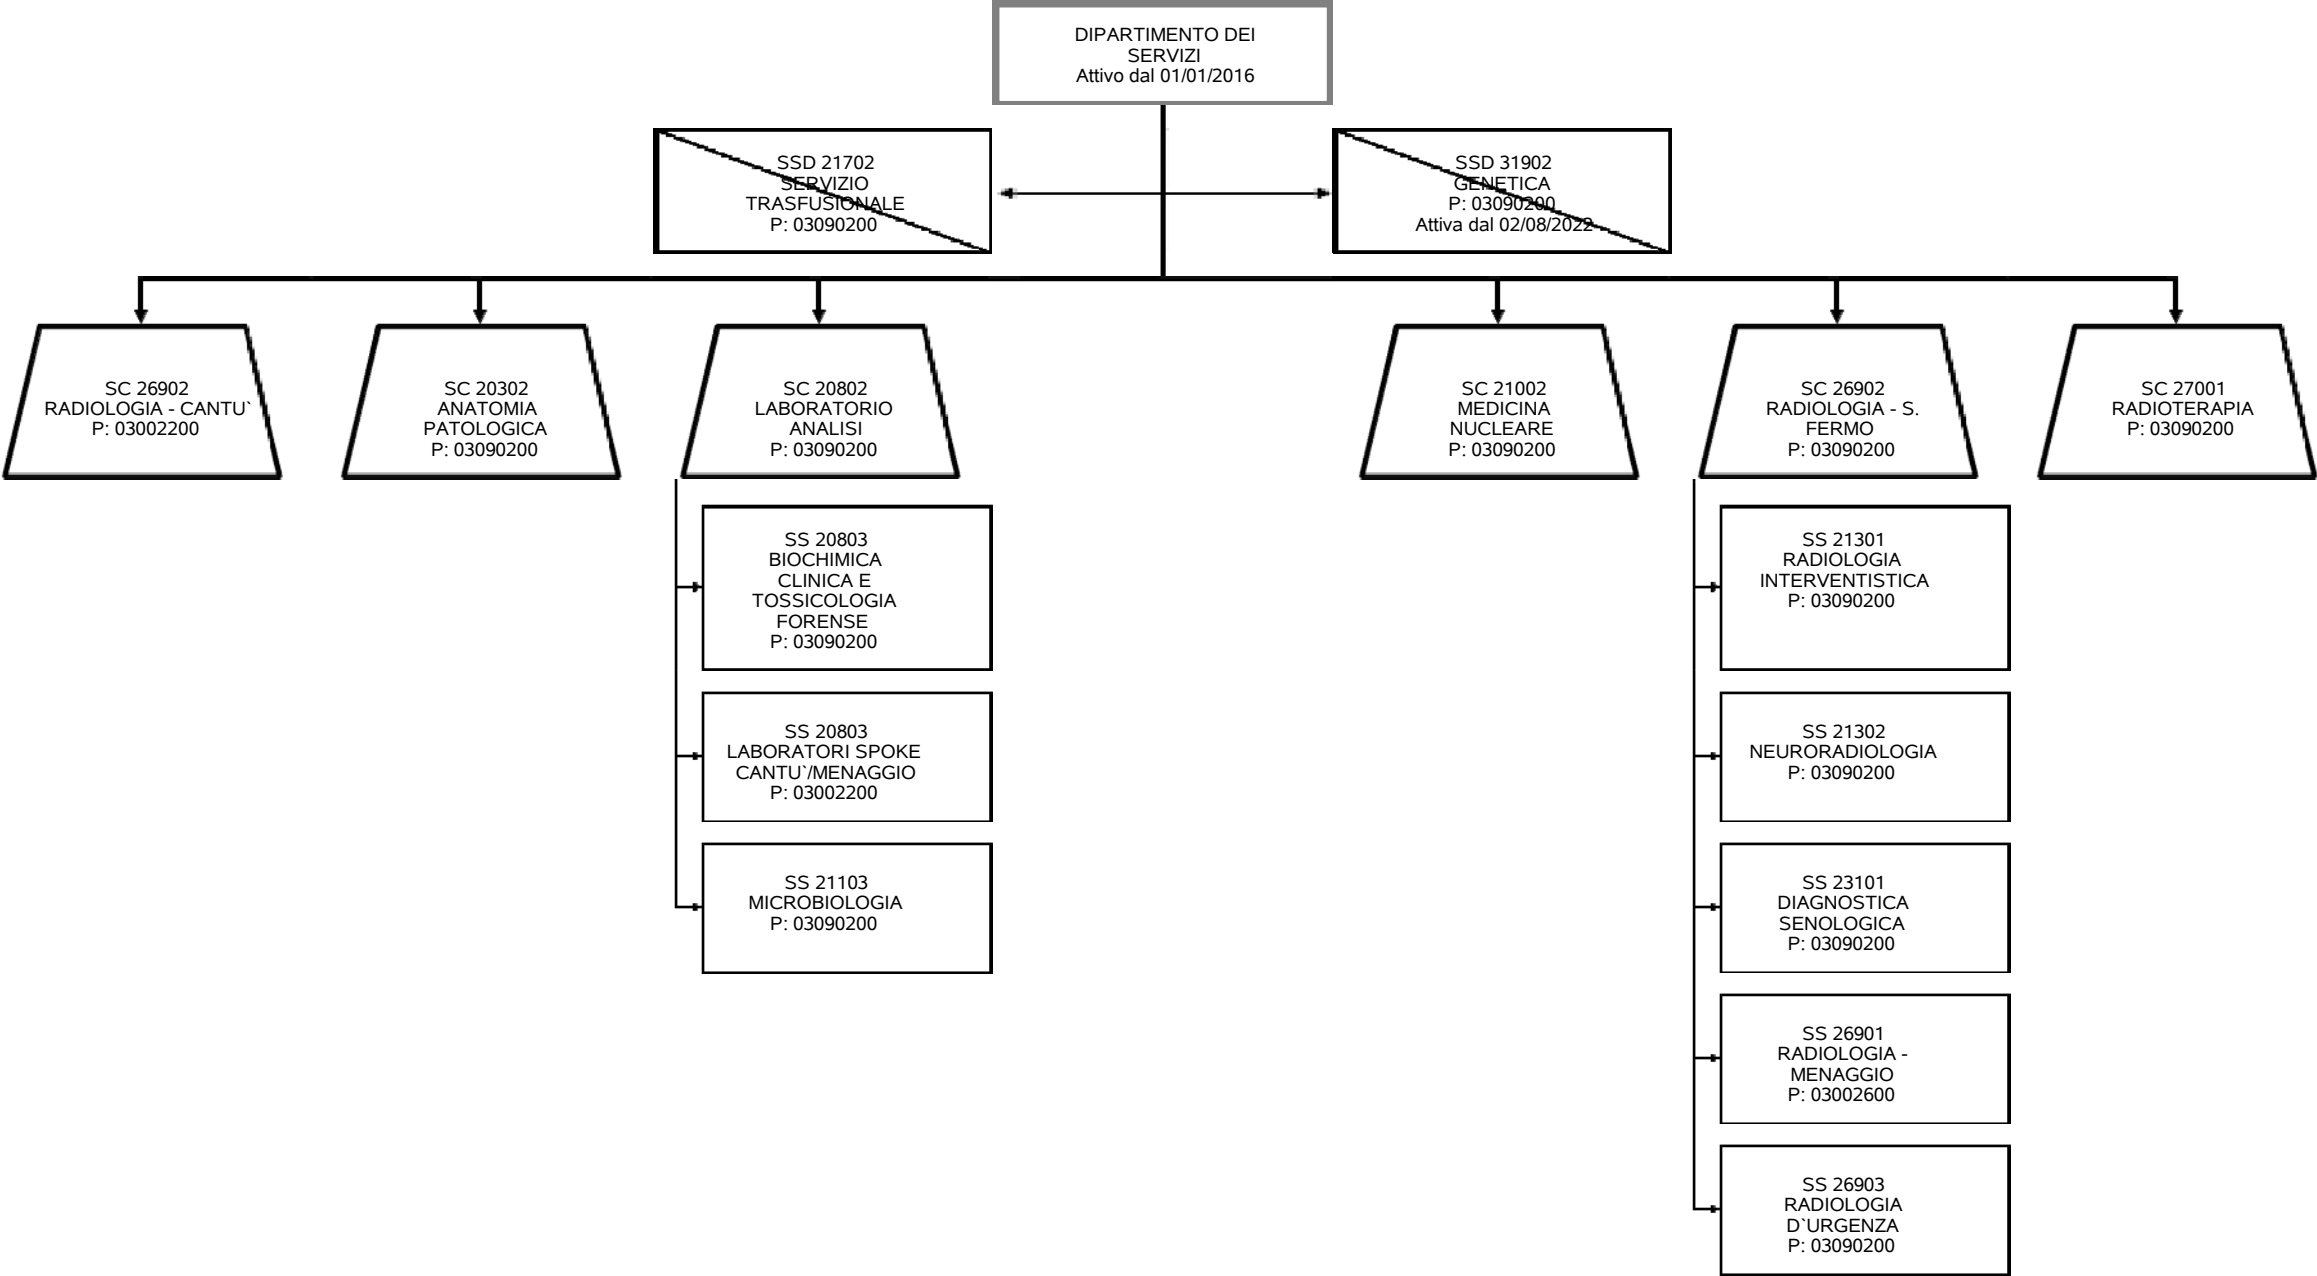 DIPARTIMENTO DEI
SERVIZI
Attivo dal 01/01/2016
SSD 21702
SERVIZIO
TRASFUSIONALE
P: 03090200
SSD 31902
GENETICA
P: 03090200
Attiva dal 02/08/2022
SC 26902
RADIOLOGIA - CANTU`
P: 03002200
SC 20302
ANATOMIA
PATOLOGICA
P: 03090200
SC 20802
LABORATORIO
ANALISI
P: 03090200
SC 21002
MEDICINA
NUCLEARE
P: 03090200
SC 26902
RADIOLOGIA - S.
FERMO
P: 03090200
SC 27001
RADIOTERAPIA
P: 03090200
SS 20803
BIOCHIMICA
CLINICA E
TOSSICOLOGIA
FORENSE
P: 03090200
SS 20803
LABORATORI SPOKE
CANTU`/MENAGGIO
P: 03002200
SS 21103
MICROBIOLOGIA
P: 03090200
SS 21301
RADIOLOGIA
INTERVENTISTICA
P: 03090200
SS 21302
NEURORADIOLOGIA
P: 03090200
SS 23101
DIAGNOSTICA
SENOLOGICA
P: 03090200
SS 26901
RADIOLOGIA -
MENAGGIO
P: 03002600
SS 26903
RADIOLOGIA
D`URGENZA
P: 03090200